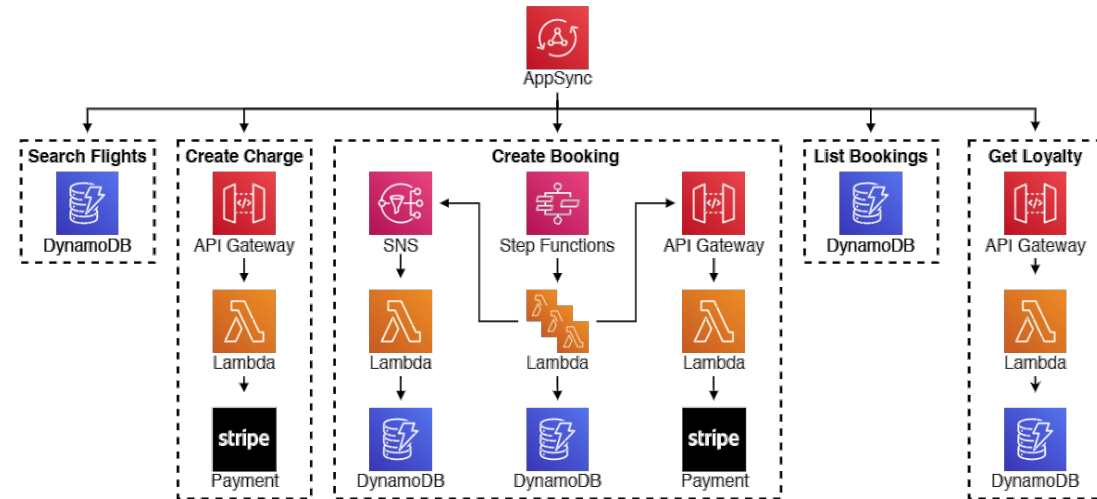 AppSync
Search Flights
DynamoDB
Create Charge
API Gateway
Lambda
stripe
Payment
Create Booking
SNS
Step Functions
API Gateway
Lambda
Lambda
Lambda
DynamoDB
DynamoDB
stripe
Payment
List Bookings
DynamoDB
Get Loyalty
API Gateway
Lambda
DynamoDB